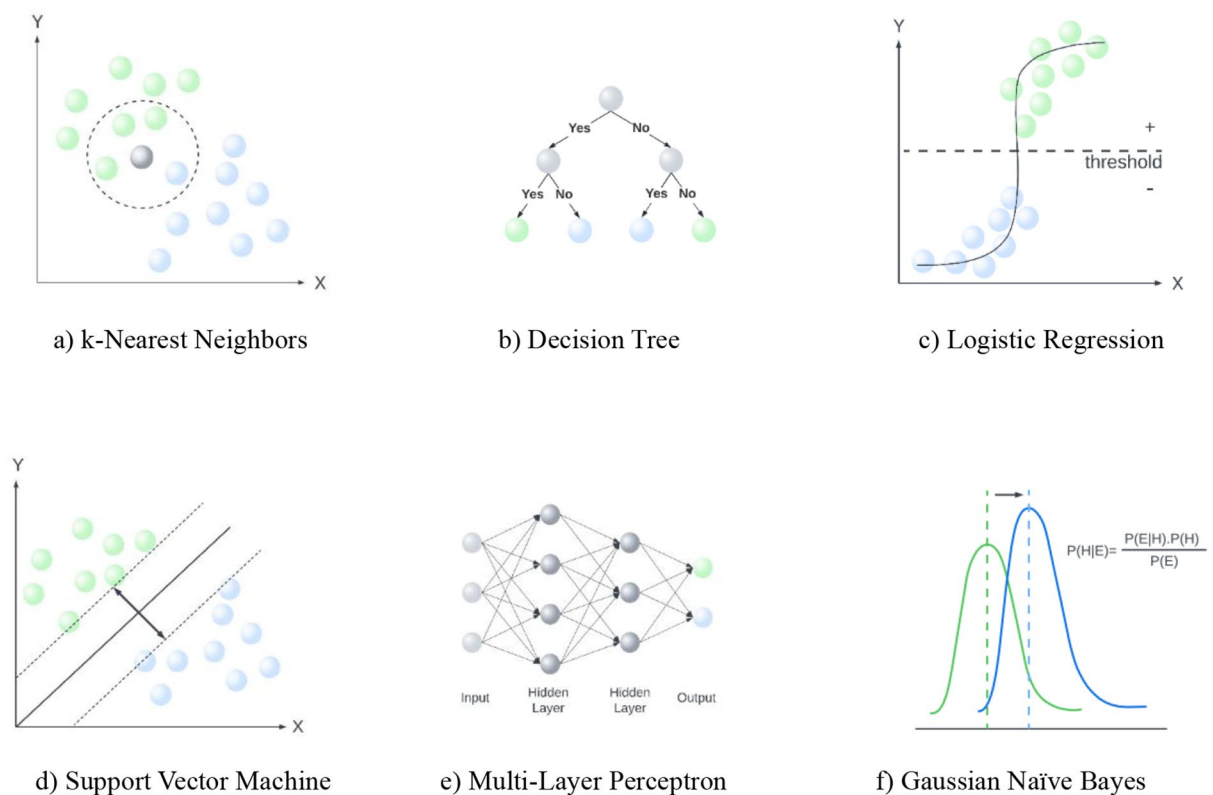 Y
X
a) k-Nearest Neighbors
Yes
No
Yes
No
Yes
No
b) Decision Tree
Y
+
threshold
-
X
c) Logistic Regression
Y
X
d) Support Vector Machine
Input
Hidden
Layer
Hidden
Layer
Output
e) Multi-Layer Perceptron
P(H|E)= P(E|H).P(H)
P(E)
f) Gaussian Naïve Bayes